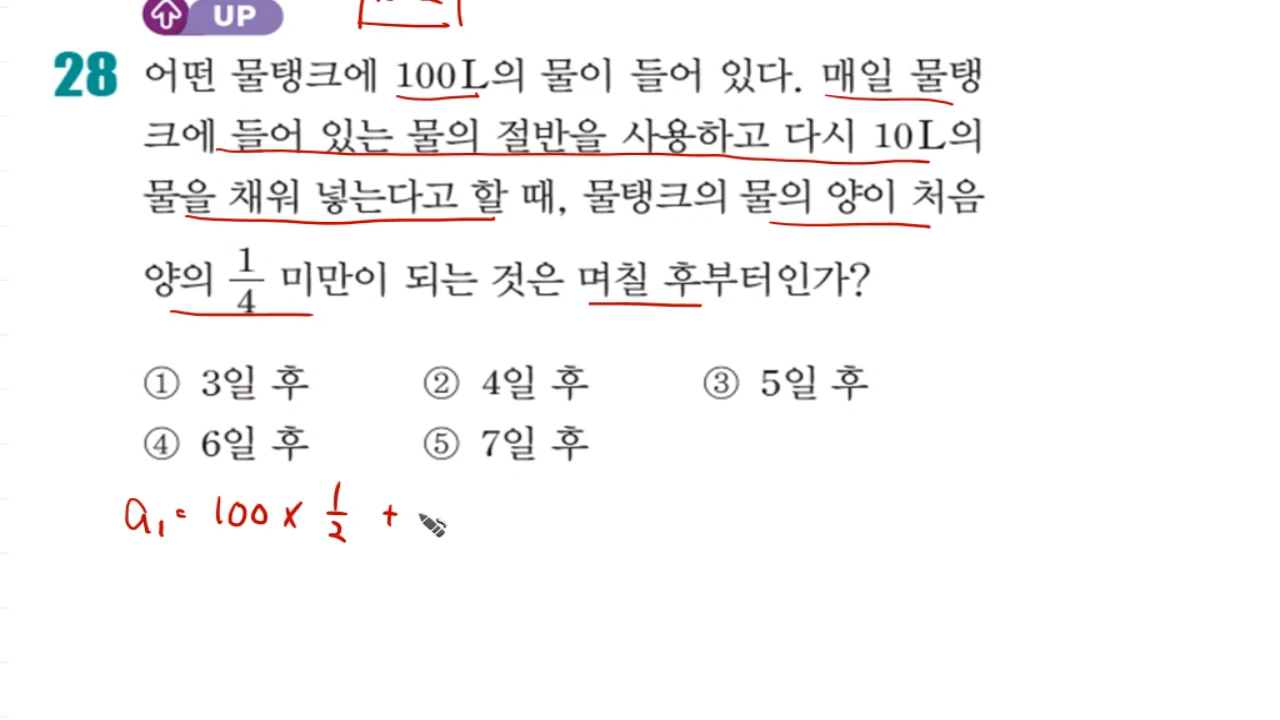 UP
28 어떤 물탱크에 100L의 물이 들어 있다. 매일 물탱
크에 들어 있는 물의 절반을 사용하고 다시 10L의
물을 채워 넣는다고 할 때, 물탱크의 물의 양이 처음
양의 1/4 미만이 되는 것은 며칠 후부터인가?
① 3일 후 ② 4일 후 ③ 5일 후
④ 6일 후 ⑤ 7일 후
a₁ = 100 × 1/2 +